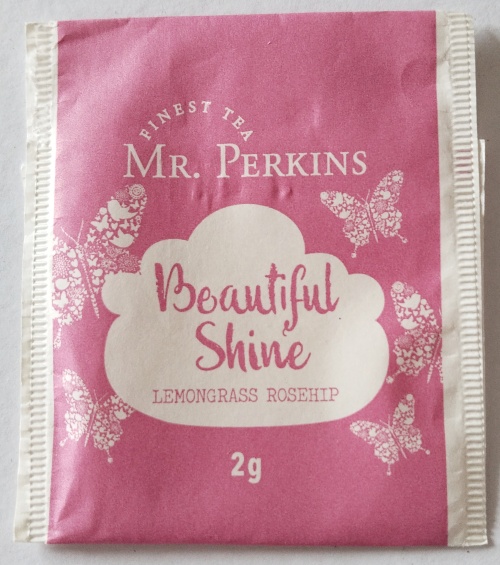 FINEST TEA
MR. PERKINS
Beautiful
Shine
LEMONGRASS ROSEHIP
2g